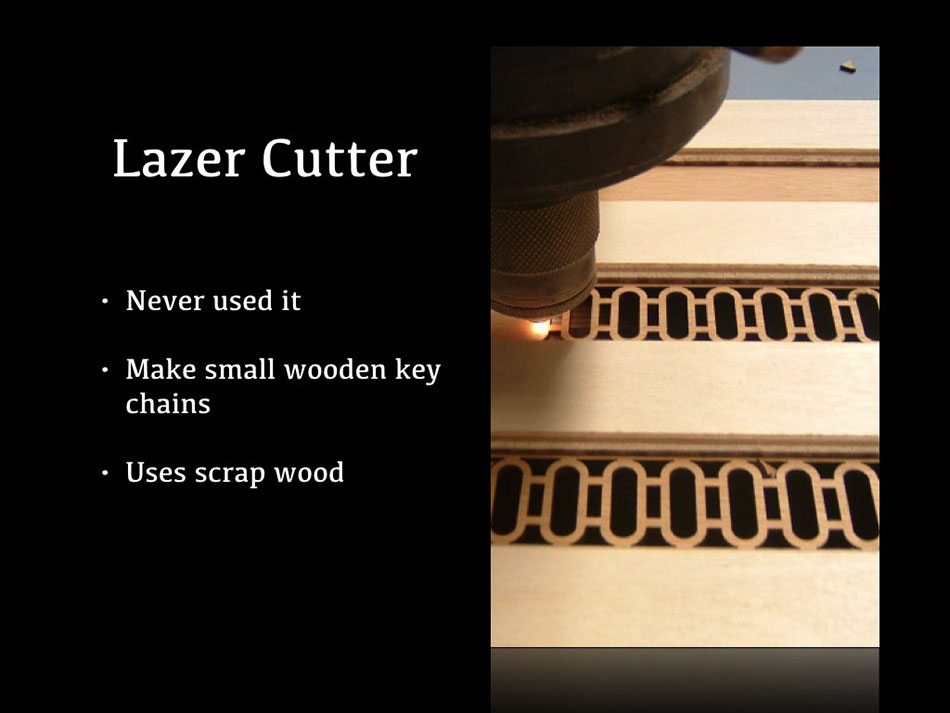 Lazer Cutter
• Never used it
• Make small wooden key
chains
• Uses scrap wood